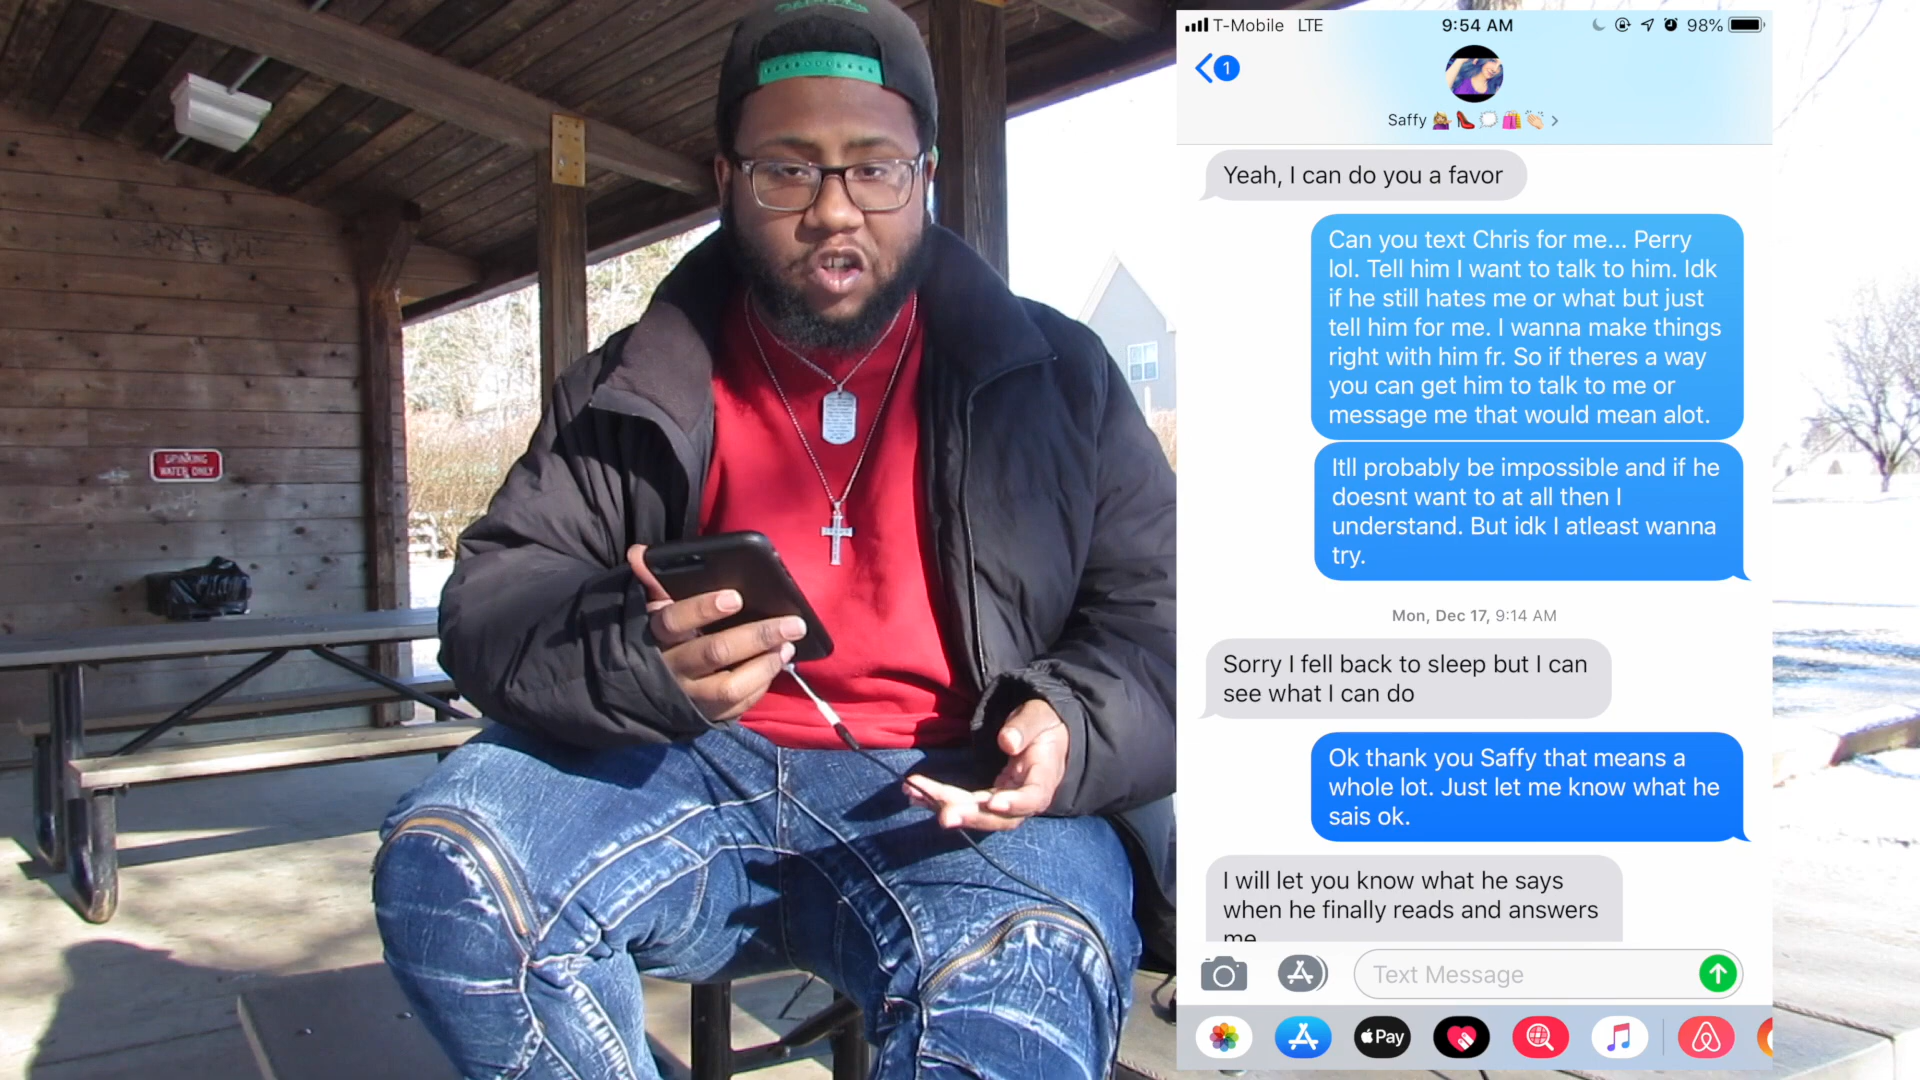 T-Mobile LTE 9:54 AM 98%
1
Saffy
Yeah, I can do you a favor
Can you text Chris for me... Perry
lol. Tell him I want to talk to him. Idk
if he still hates me or what but just
tell him for me. I wanna make things
right with him fr. So if theres a way
you can get him to talk to me or
message me that would mean alot.
Itll probably be impossible and if he
doesnt want to at all then I
understand. But idk I atleast wanna
try.
Mon, Dec 17, 9:14 AM
Sorry I fell back to sleep but I can
see what I can do
Ok thank you Saffy that means a
whole lot. Just let me know what he
sais ok.
I will let you know what he says
when he finally reads and answers
me
Text Message
Pay
DRINKING
WATER ONLY